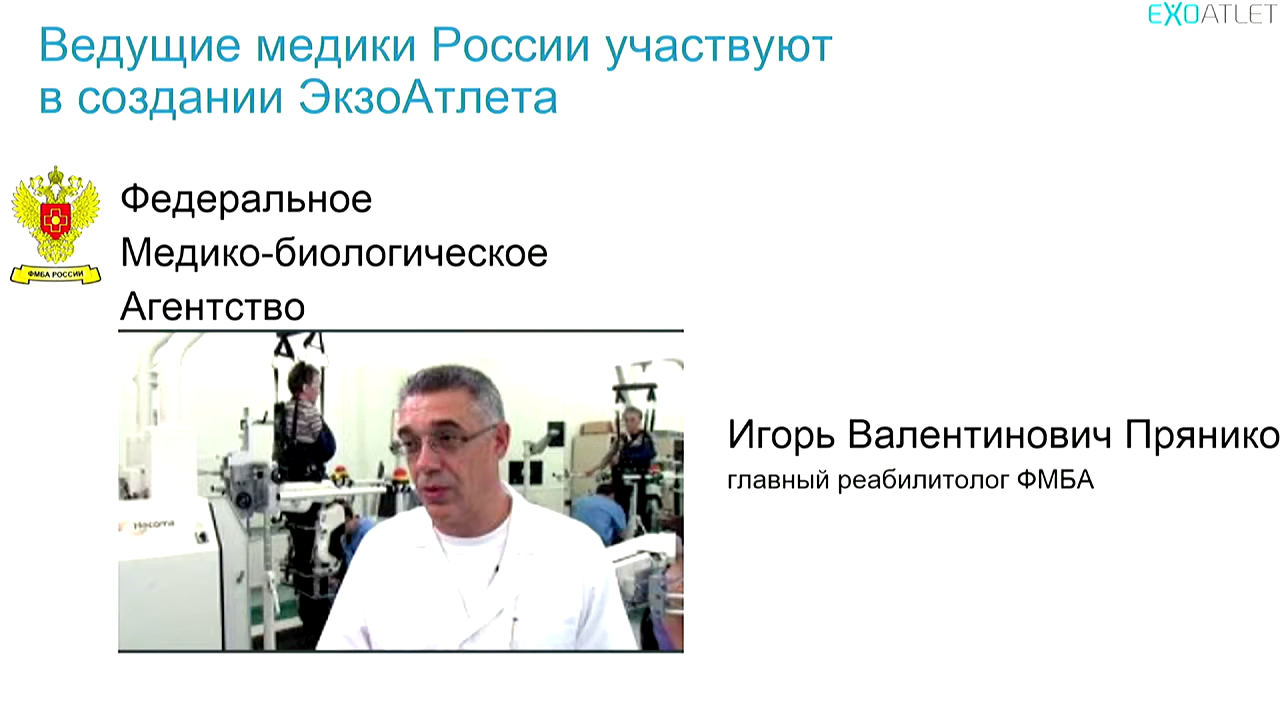 EXOATLET
Ведущие медики России участвуют
в создании ЭкзоАтлета
ФМБА РОССИИ
Федеральное
Медико-биологическое
Агентство
Hocoma
Игорь Валентинович Прянико
главный реабилитолог ФМБА